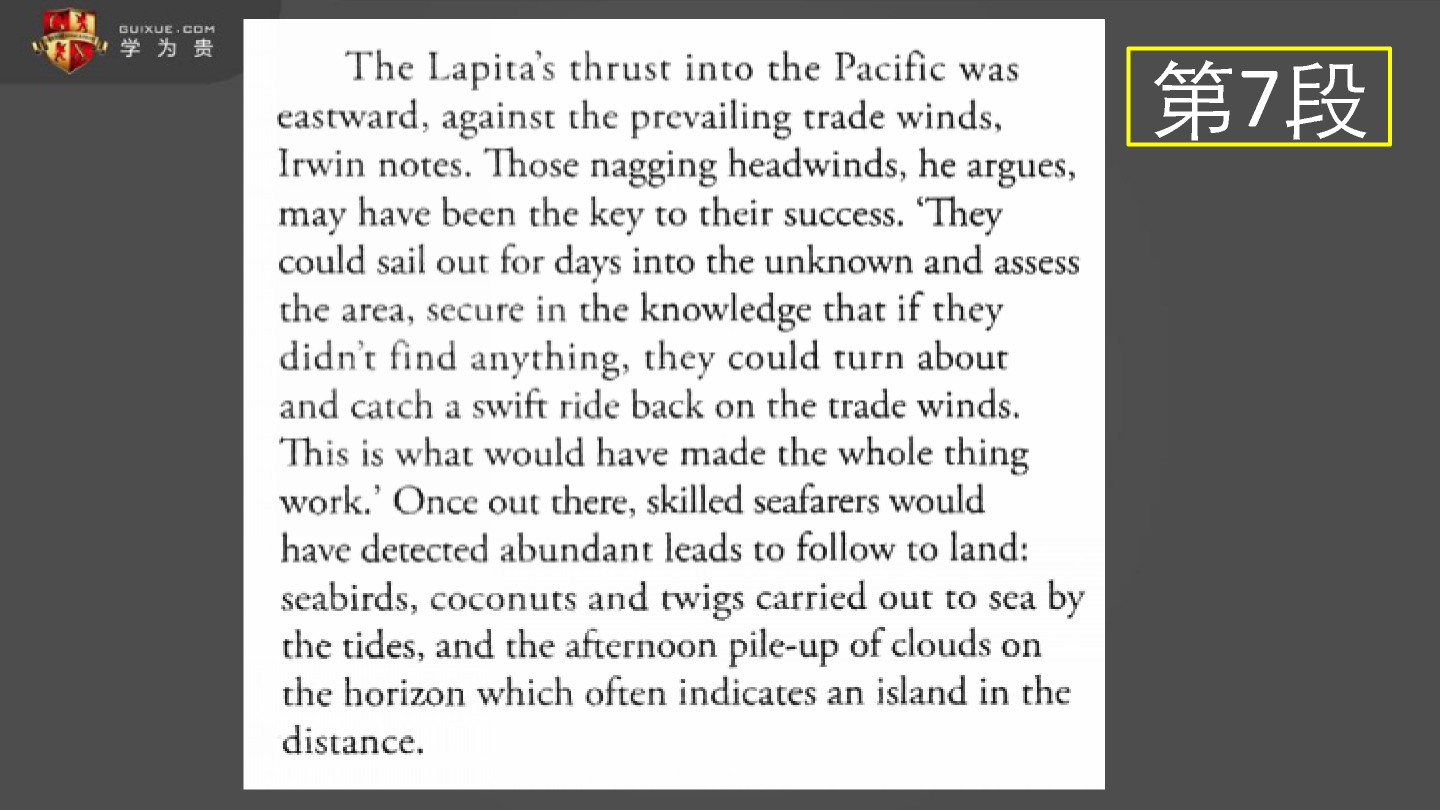 GUIXUE.COM
学为贵
The Lapita's thrust into the Pacific was
eastward, against the prevailing trade winds,
Irwin notes. Those nagging headwinds, he argues,
may have been the key to their success. ‘They
could sail out for days into the unknown and assess
the area, secure in the knowledge that if they
didn't find anything, they could turn about
and catch a swift ride back on the trade winds.
This is what would have made the whole thing
work.’ Once out there, skilled seafarers would
have detected abundant leads to follow to land:
seabirds, coconuts and twigs carried out to sea by
the tides, and the afternoon pile-up of clouds on
the horizon which often indicates an island in the
distance.
第7段